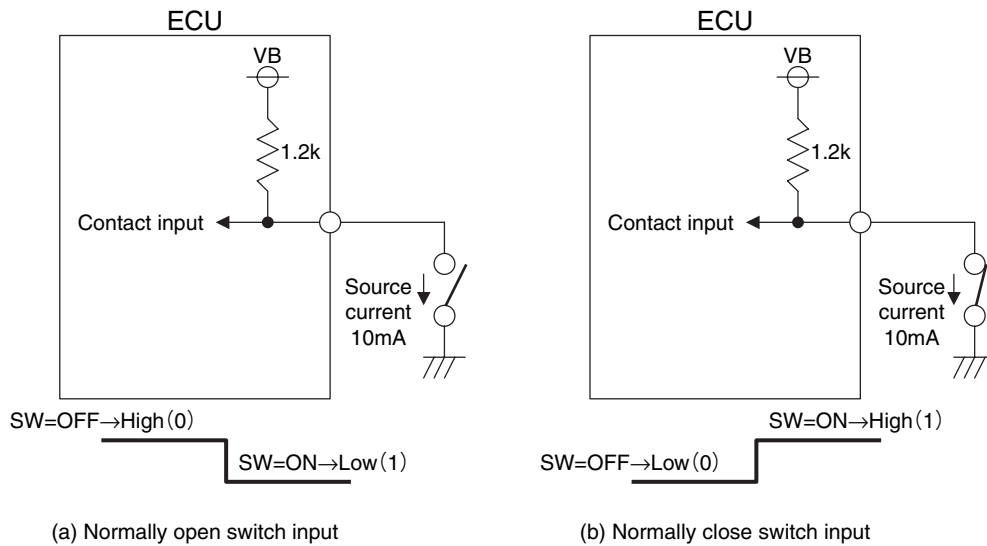 ECU
VB
1.2k
Contact input
Source
current
10mA
SW=OFF→High(0)
SW=ON→Low(1)
(a) Normally open switch input
ECU
VB
1.2k
Contact input
Source
current
10mA
SW=ON→High(1)
SW=OFF→Low(0)
(b) Normally close switch input